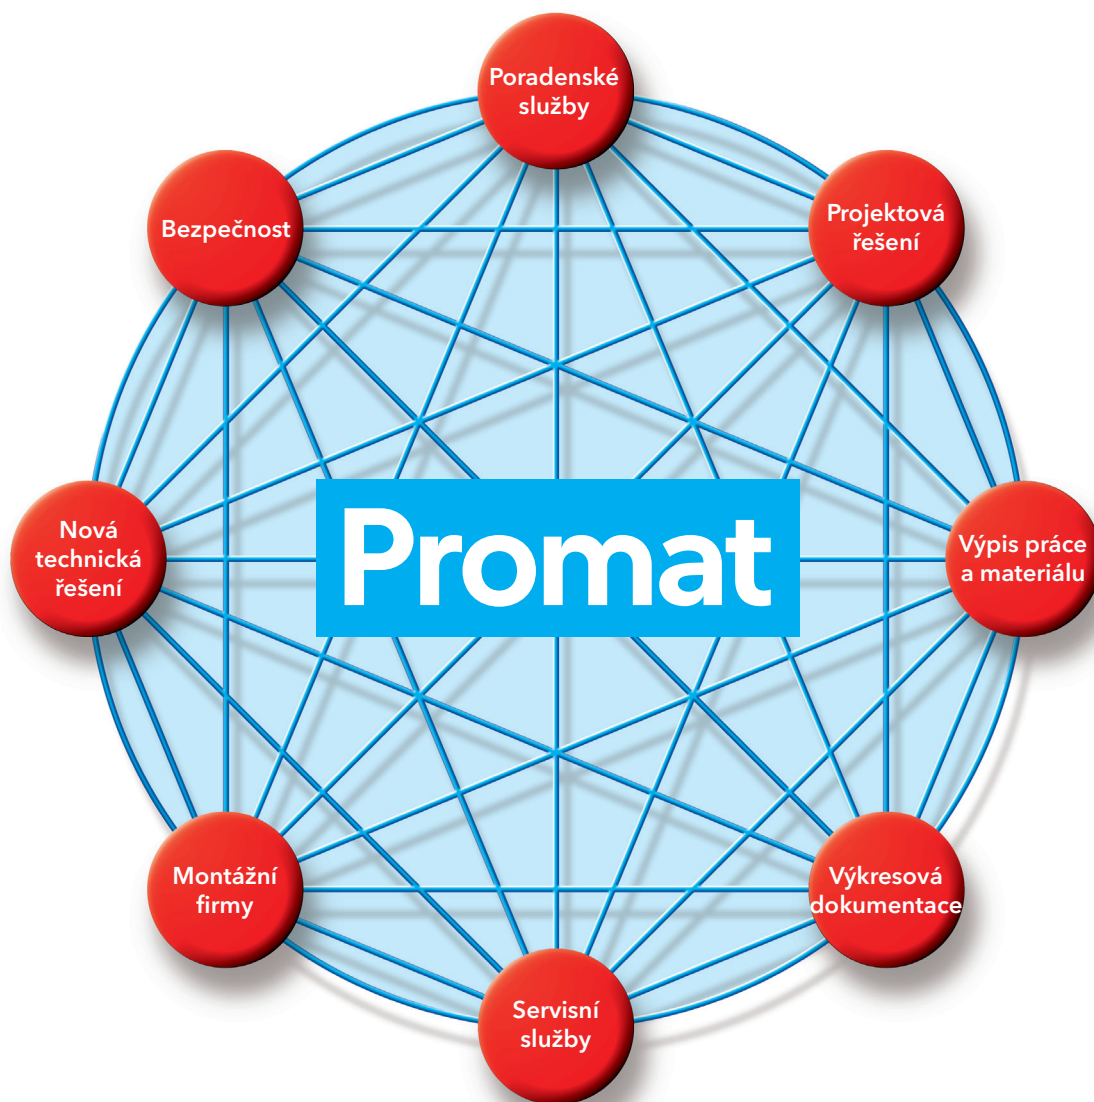 Poradenské
služby
Bezpečnost
Projektová
řešení
Nová
technická
řešení
Promat
Výpis práce
a materiálu
Montážní
firmy
Výkresová
dokumentace
Servisní
služby